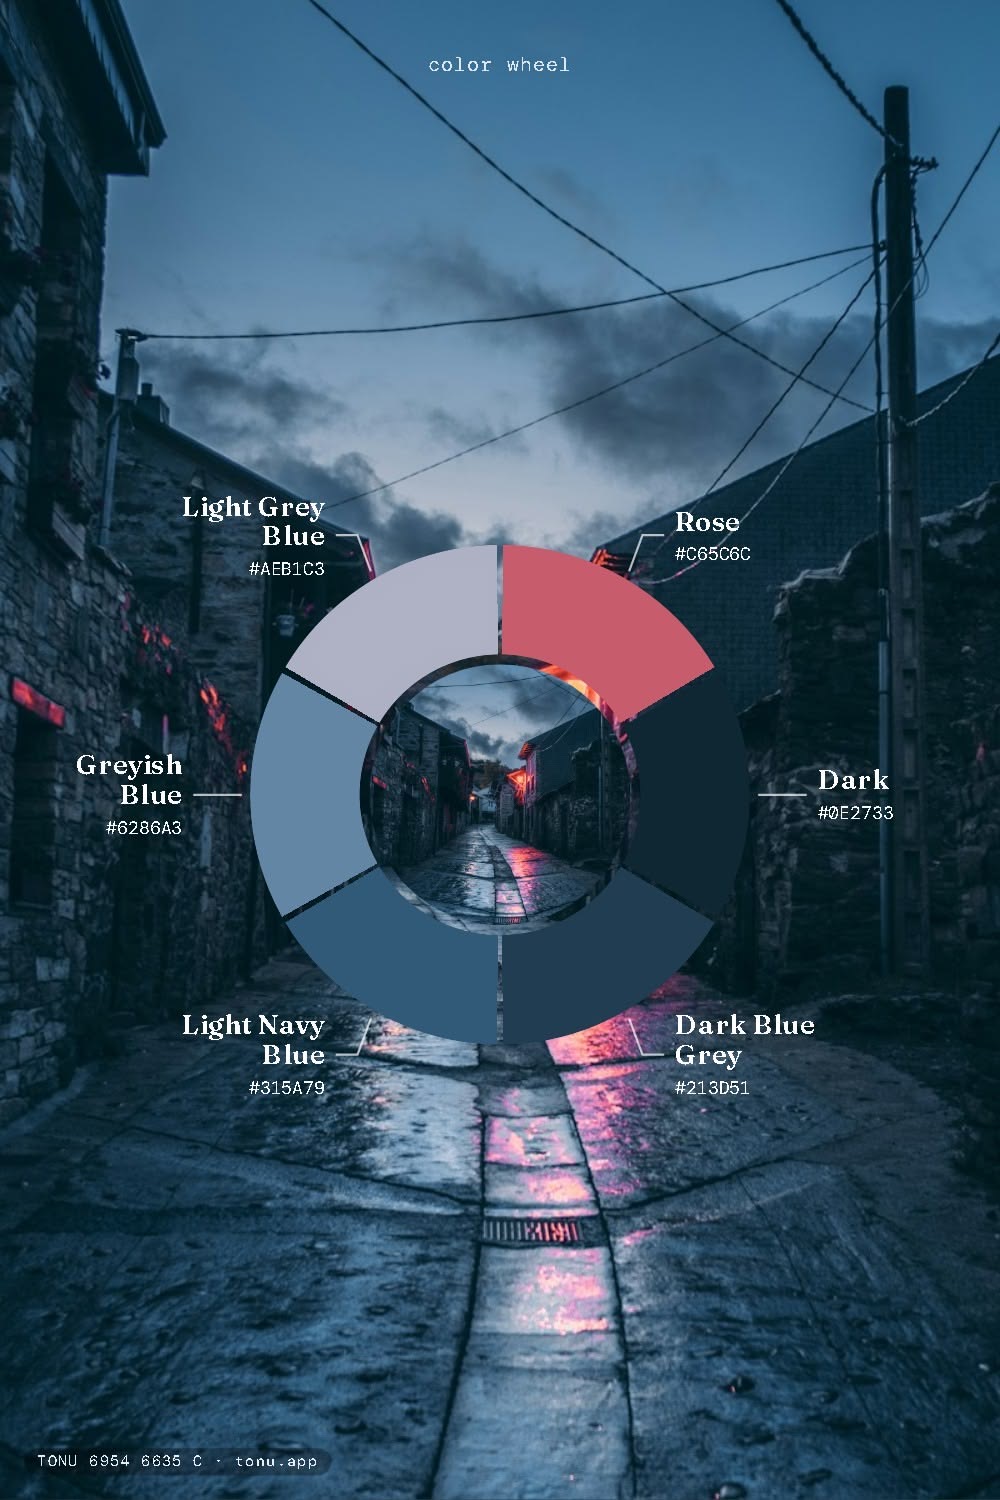 color wheel
Light Grey
Blue
#AEB1C3
Rose
#C65C6C
Greyish
Blue
#6286A3
Dark
#0E2733
Light Navy
Blue
#315A79
Dark Blue
Grey
#213D51
TONU 6954 6635 C · tonu.app